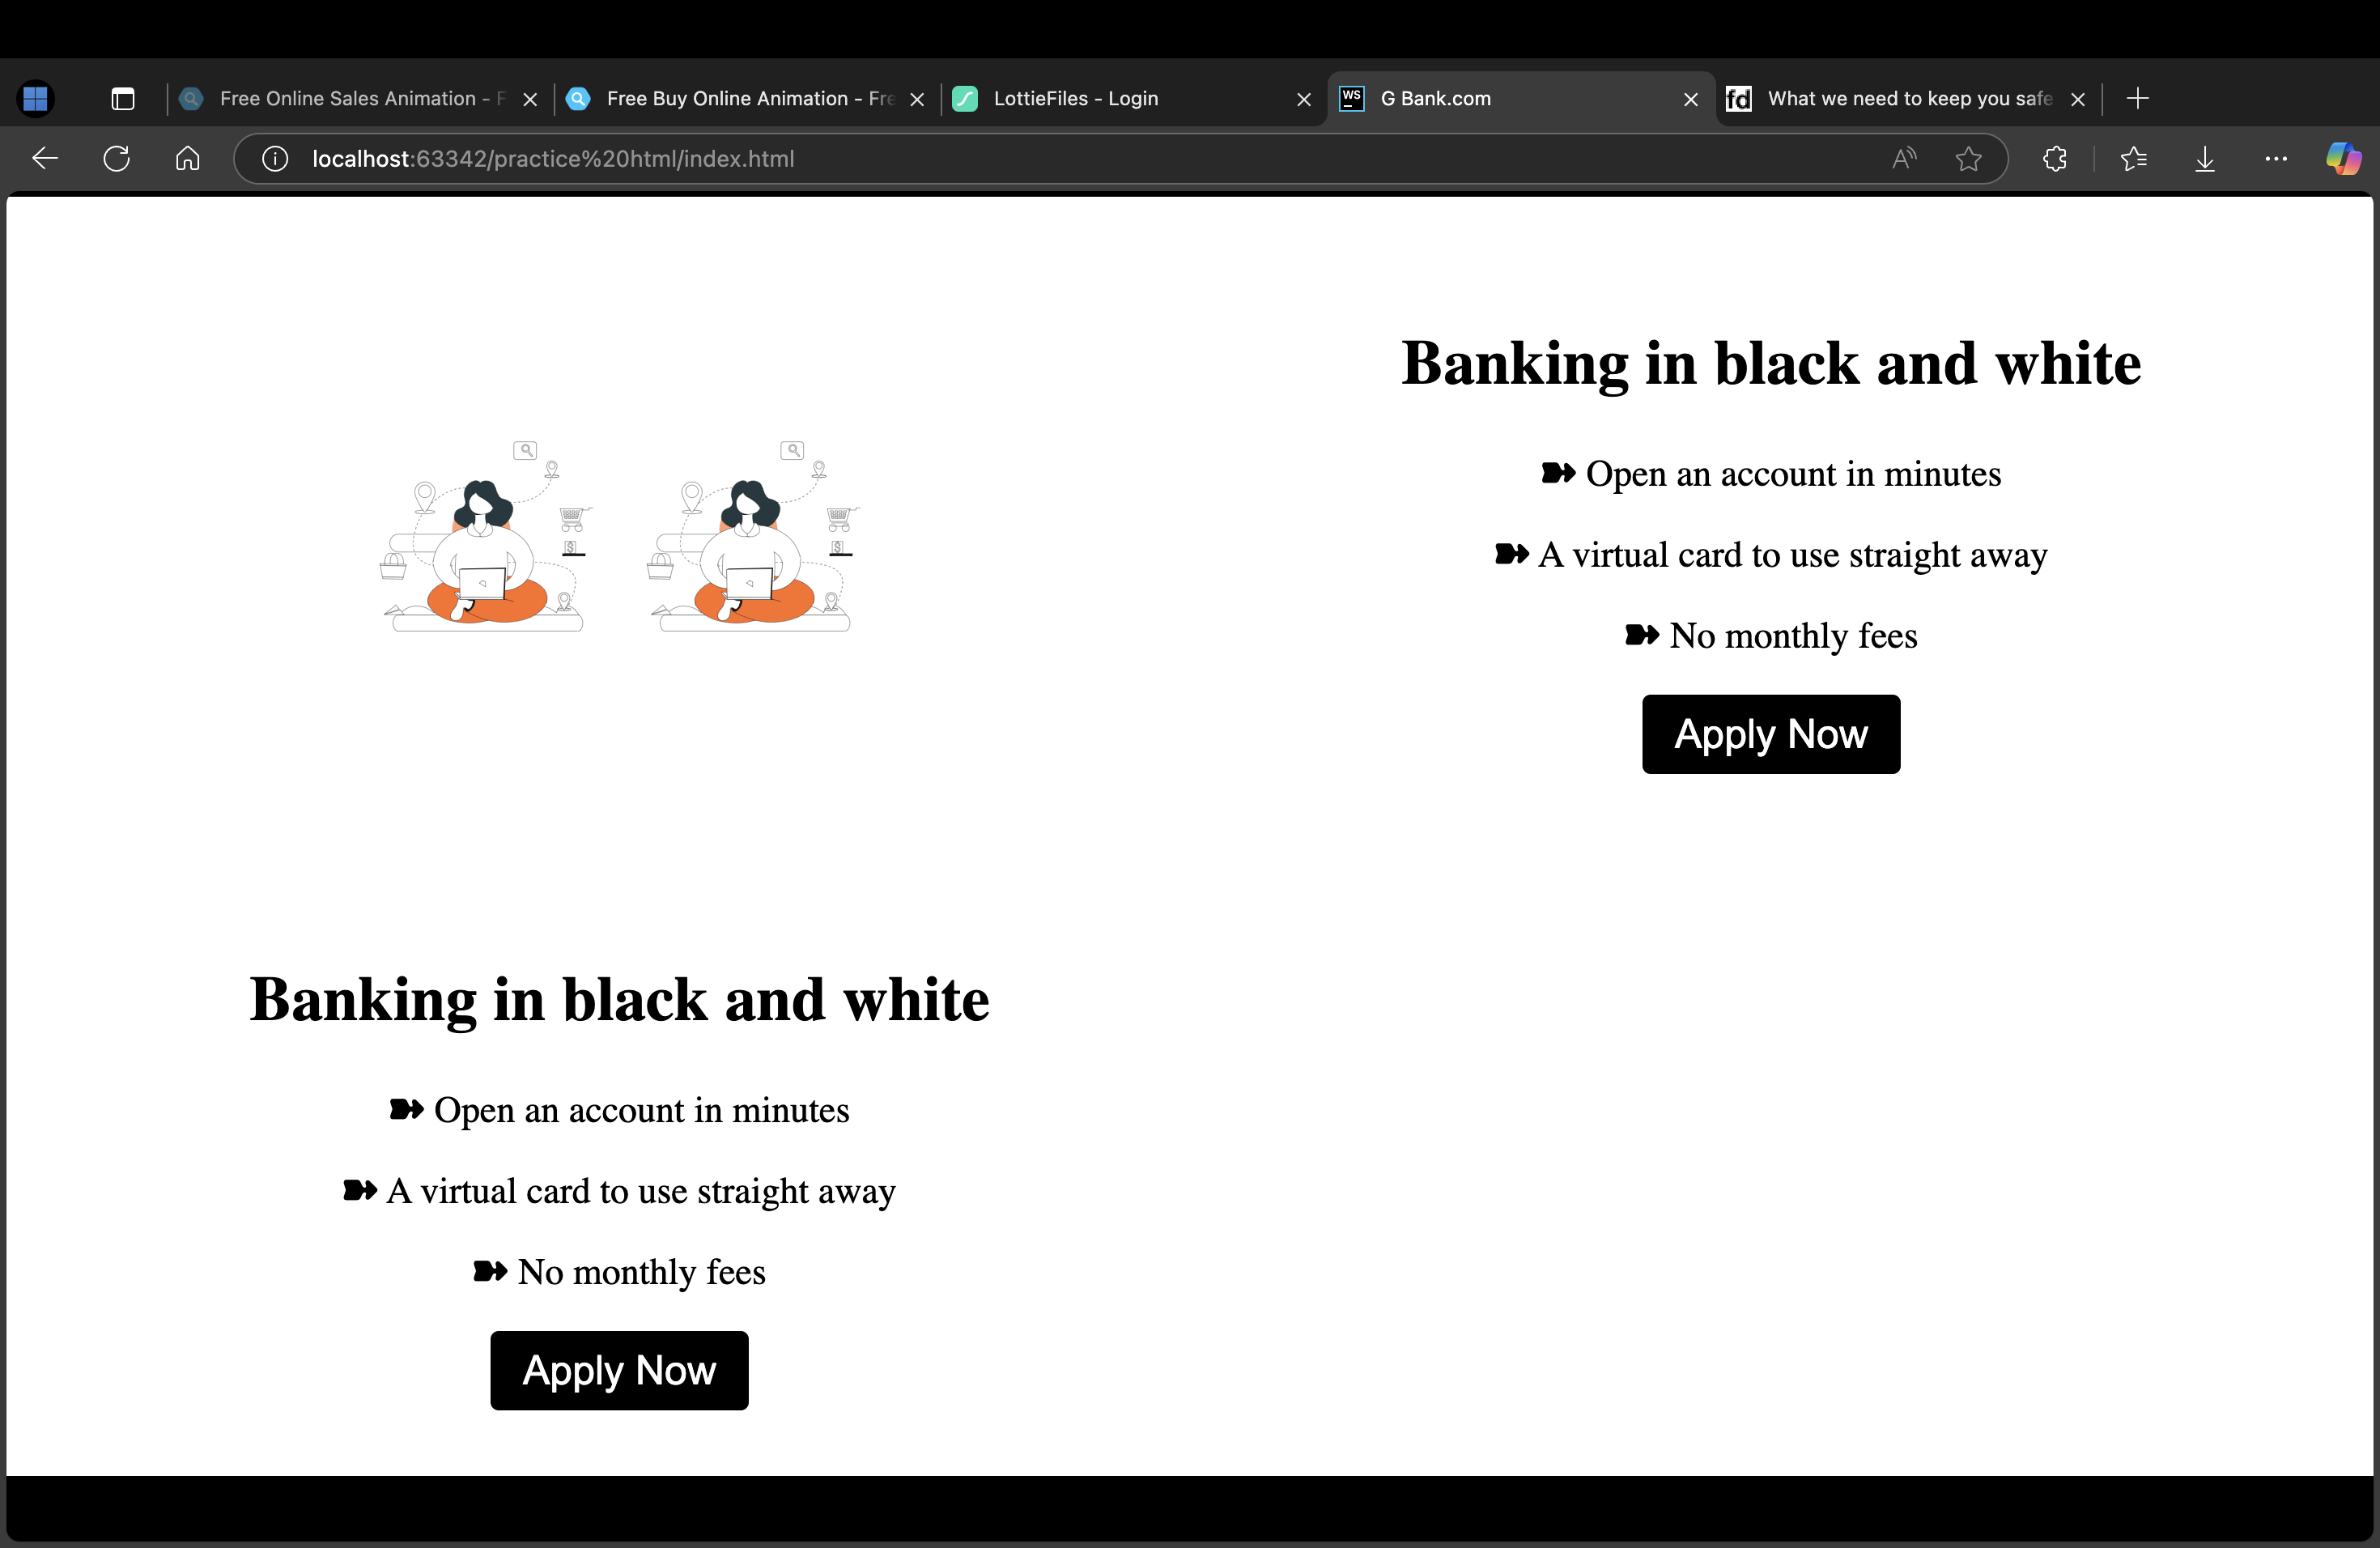 Free Online Sales Animation - F
Free Buy Online Animation - Fre
LottieFiles - Login
WS
G Bank.com
fd
What we need to keep you safe
localhost:63342/practice%20html/index.html
Banking in black and white
➽ Open an account in minutes
➽ A virtual card to use straight away
➽ No monthly fees
Apply Now
Banking in black and white
➽ Open an account in minutes
➽ A virtual card to use straight away
➽ No monthly fees
Apply Now